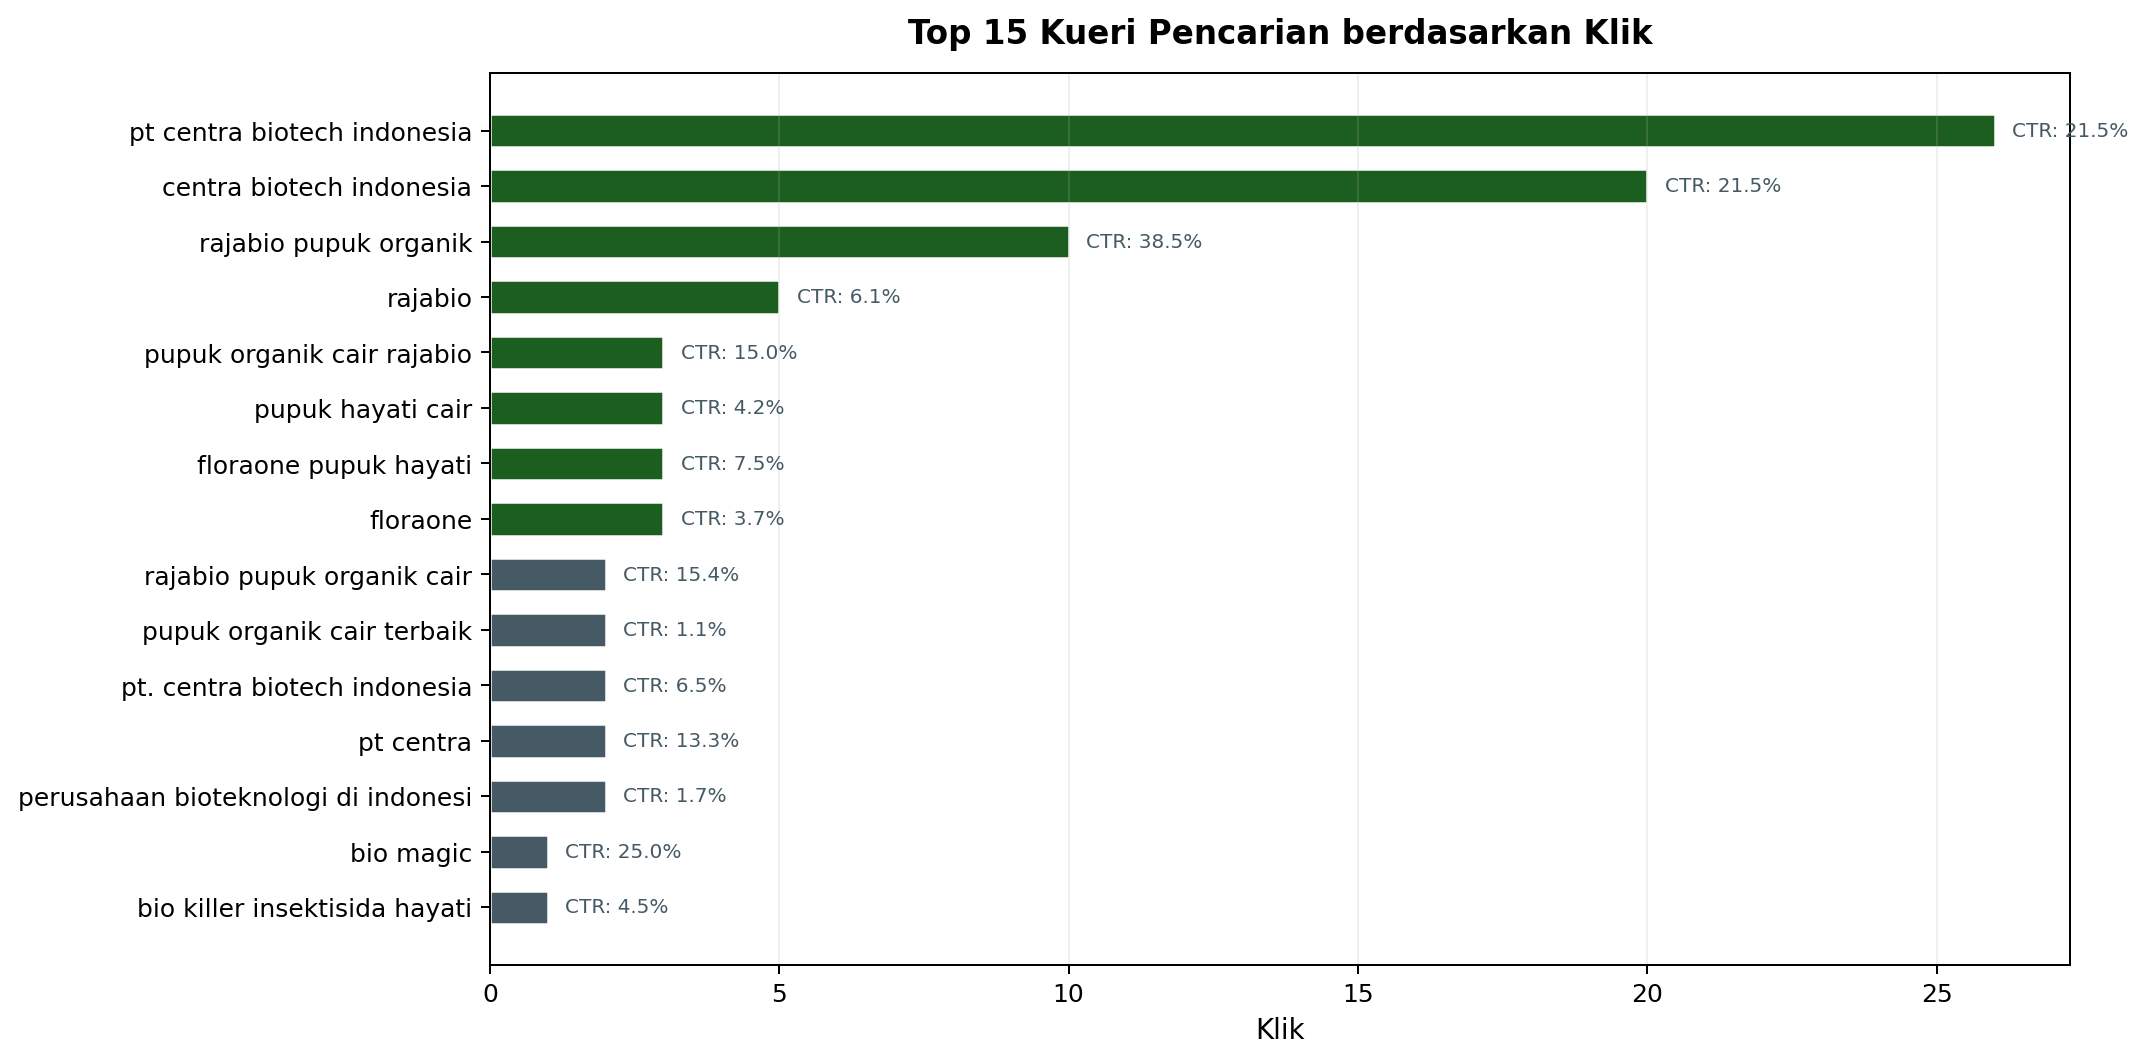 Top 15 Kueri Pencarian berdasarkan Klik
pt centra biotech indonesia CTR: 21.5%
centra biotech indonesia CTR: 21.5%
rajabio pupuk organik CTR: 38.5%
rajabio CTR: 6.1%
pupuk organik cair rajabio CTR: 15.0%
pupuk hayati cair CTR: 4.2%
floraone pupuk hayati CTR: 7.5%
floraone CTR: 3.7%
rajabio pupuk organik cair CTR: 15.4%
pupuk organik cair terbaik CTR: 1.1%
pt. centra biotech indonesia CTR: 6.5%
pt centra CTR: 13.3%
perusahaan bioteknologi di indonesi CTR: 1.7%
bio magic CTR: 25.0%
bio killer insektisida hayati CTR: 4.5%
0 5 10 15 20 25
Klik